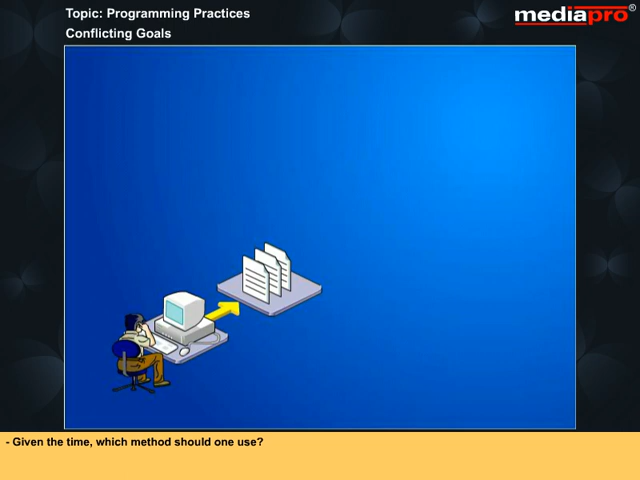 Topic: Programming Practices
Conflicting Goals
mediapro®
- Given the time, which method should one use?